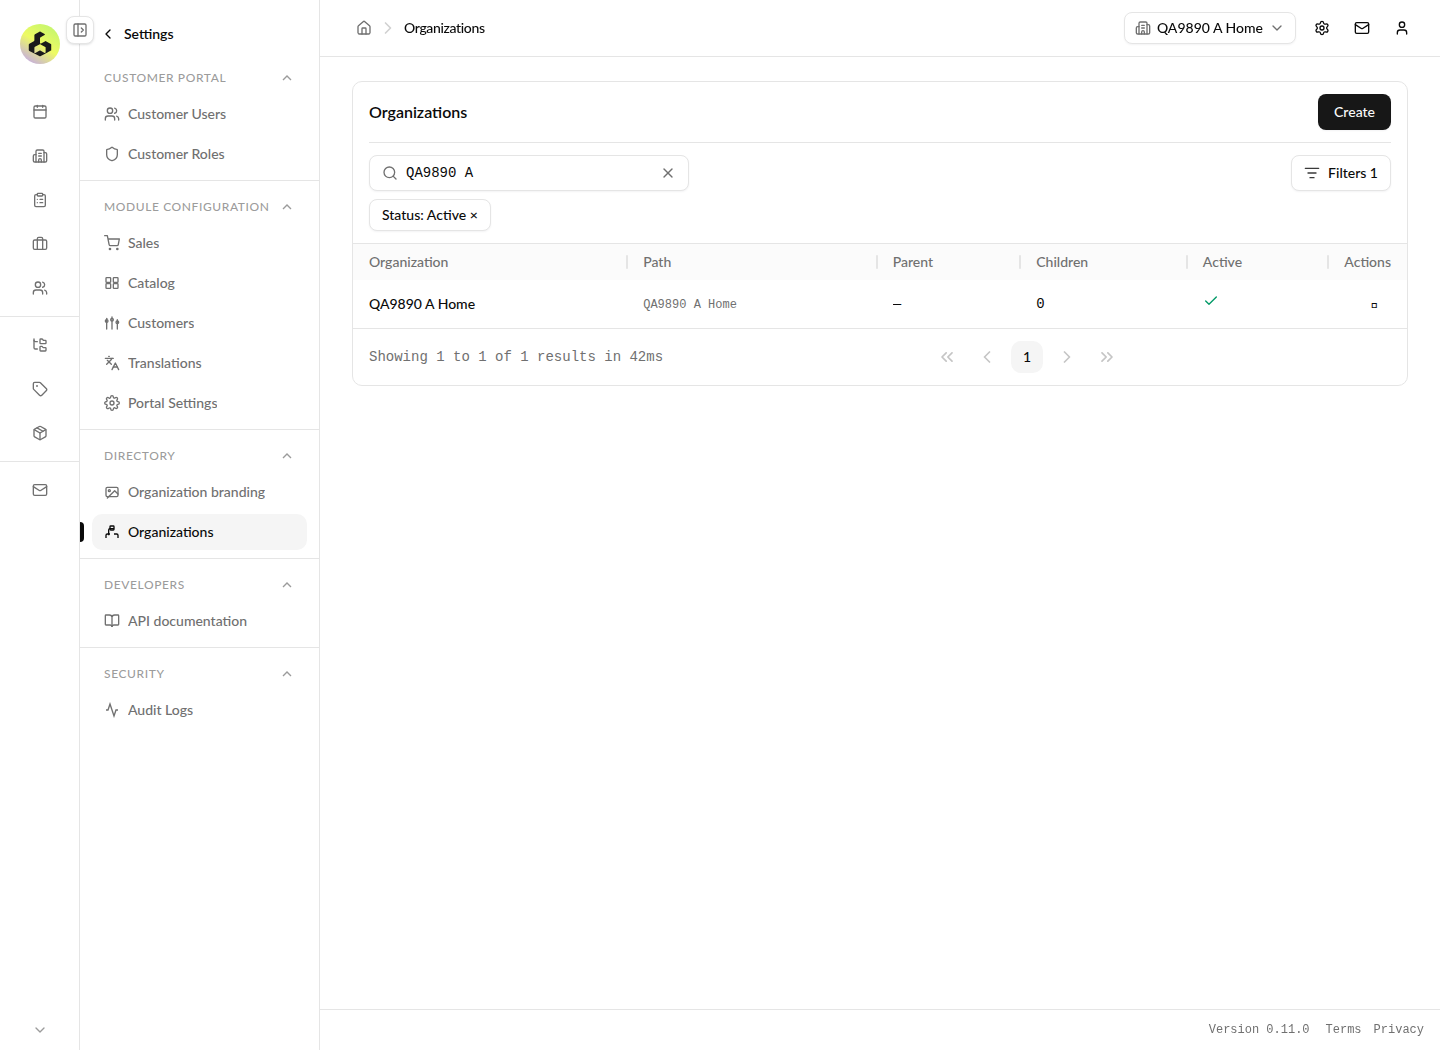 Settings
CUSTOMER PORTAL
Customer Users
Customer Roles
MODULE CONFIGURATION
Sales
Catalog
Customers
Translations
Portal Settings
DIRECTORY
Organization branding
Organizations
DEVELOPERS
API documentation
SECURITY
Audit Logs
Organizations
QA9890 A Home
Organizations
Create
QA9890 A
Filters 1
Status: Active ×
Organization Path Parent Children Active Actions
QA9890 A Home QA9890 A Home — 0
Showing 1 to 1 of 1 results in 42ms
1
Version 0.11.0 Terms Privacy